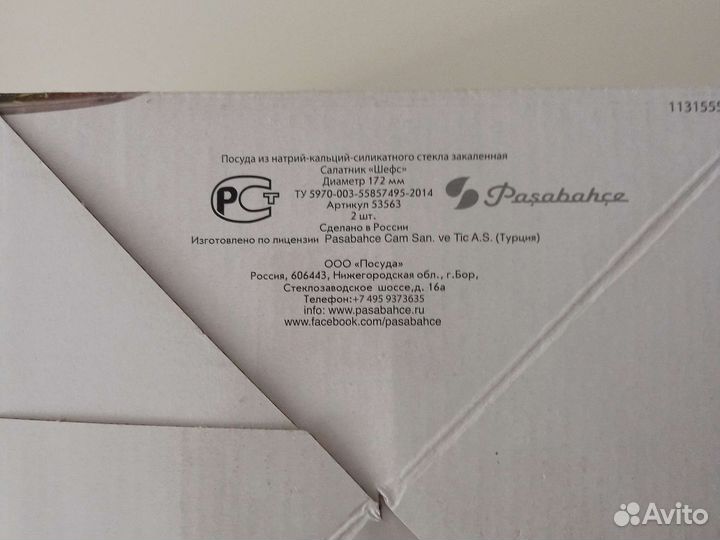 1131555
Посуда из натрий-кальций-силикатного стекла закаленная
Салатник «Шефс»
Диаметр 172 мм
ТУ 5970-003-55857495-2014
Артикул 53563
2 шт.
Сделано в России
Изготовлено по лицензии Pasabahce Cam San. ve Tic A.S. (Турция)
РСТ
Paşabahçe
ООО «Посуда»
Россия, 606443, Нижегородская обл., г.Бор,
Стеклозаводское шоссе,д. 16а
Телефон:+7 495 9373635
info: www.pasabahce.ru
www.facebook.com/pasabahce
Avito